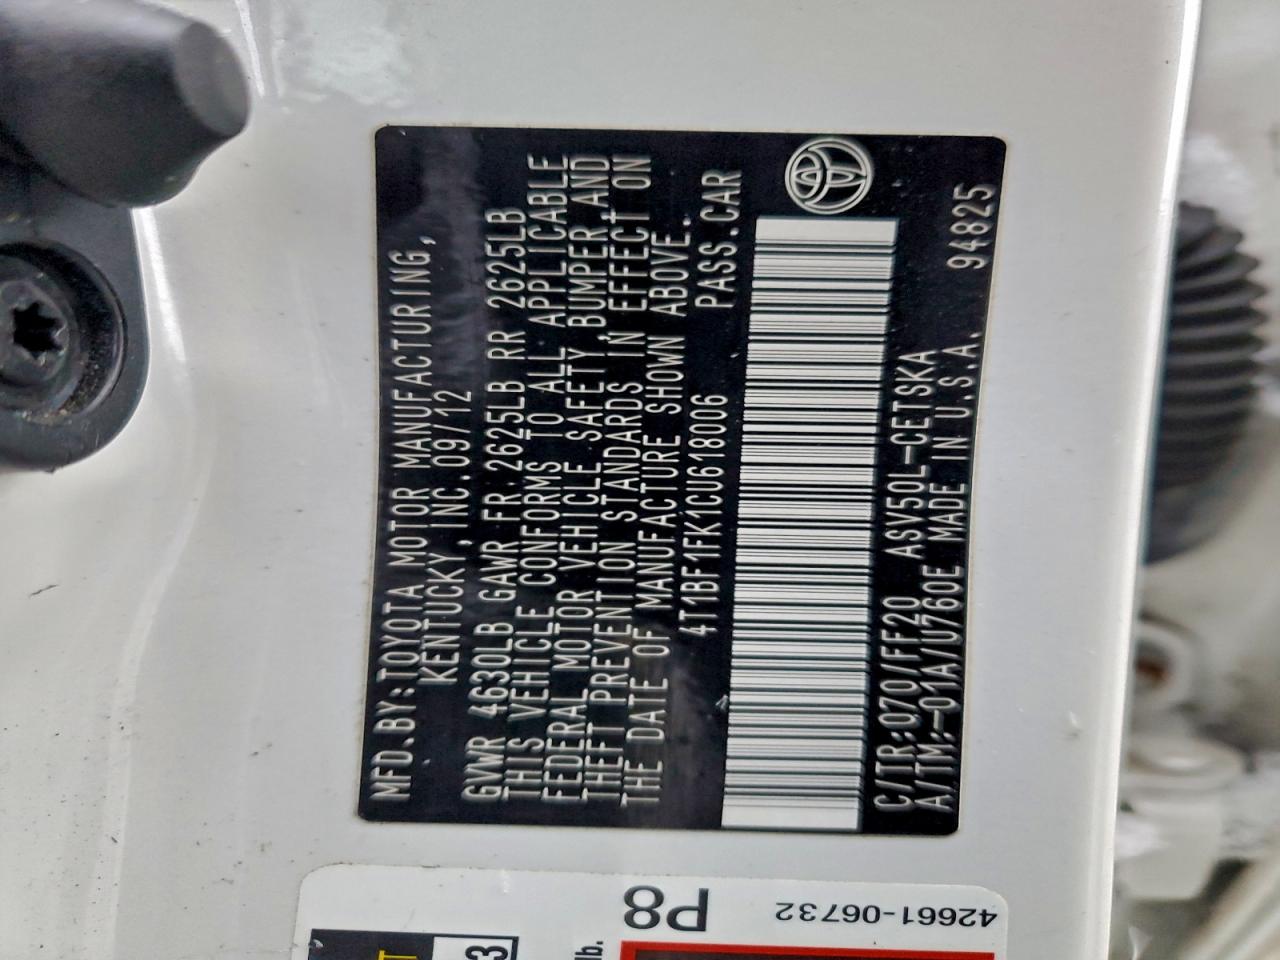 MFD.BY:TOYOTA MOTOR MANUFACTURING,
KENTUCKY, INC.09/12
GVWR 4630LB GAWR FR 2625LB RR 2625LB
THIS VEHICLE CONFORMS TO ALL APPLICABLE
FEDERAL MOTOR VEHICLE SAFETY, BUMPER, AND
THEFT PREVENTION STANDARDS IN EFFECT ON
THE DATE OF MANUFACTURE SHOWN ABOVE.
4T1BF1FK1CU618006 PASS.CAR
C/TR:070/FF20 ASV50L-CETSKA 94825
A/TM:-01A/U760E MADE IN U.S.A.
P8
42661-06732
3
lb.